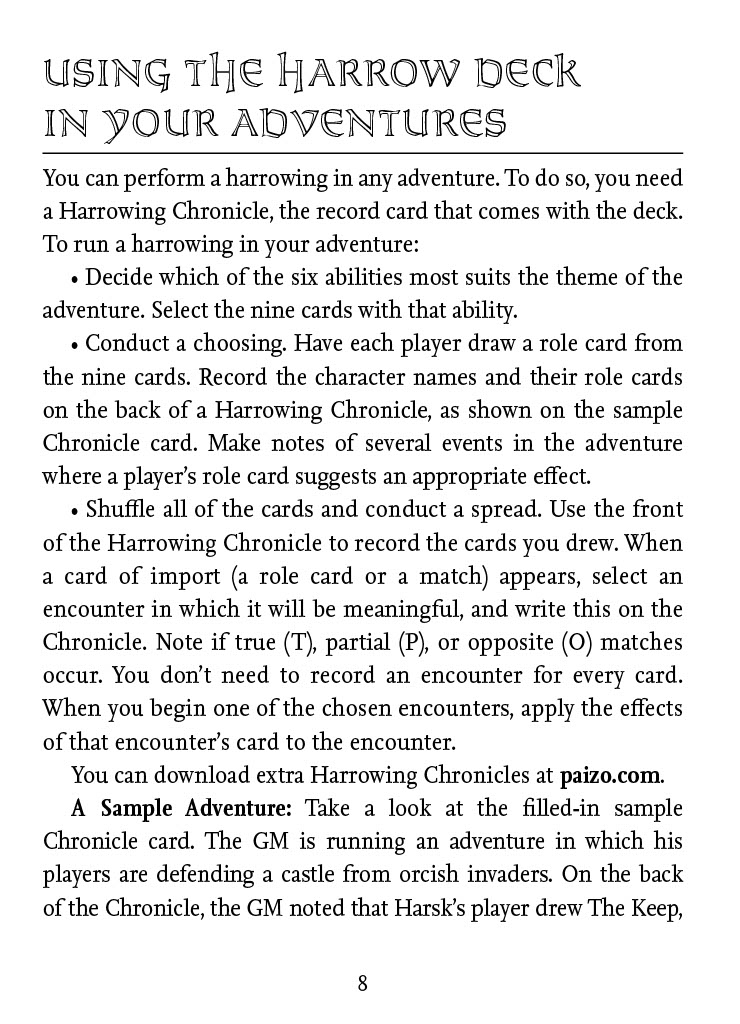 USING THE HARROW DECK
IN YOUR ADVENTURES
You can perform a harrowing in any adventure. To do so, you need
a Harrowing Chronicle, the record card that comes with the deck.
To run a harrowing in your adventure:
• Decide which of the six abilities most suits the theme of the
adventure. Select the nine cards with that ability.
• Conduct a choosing. Have each player draw a role card from
the nine cards. Record the character names and their role cards
on the back of a Harrowing Chronicle, as shown on the sample
Chronicle card. Make notes of several events in the adventure
where a player’s role card suggests an appropriate effect.
• Shuffle all of the cards and conduct a spread. Use the front
of the Harrowing Chronicle to record the cards you drew. When
a card of import (a role card or a match) appears, select an
encounter in which it will be meaningful, and write this on the
Chronicle. Note if true (T), partial (P), or opposite (O) matches
occur. You don’t need to record an encounter for every card.
When you begin one of the chosen encounters, apply the effects
of that encounter’s card to the encounter.
You can download extra Harrowing Chronicles at paizo.com.
A Sample Adventure: Take a look at the filled-in sample
Chronicle card. The GM is running an adventure in which his
players are defending a castle from orcish invaders. On the back
of the Chronicle, the GM noted that Harsk’s player drew The Keep,
8